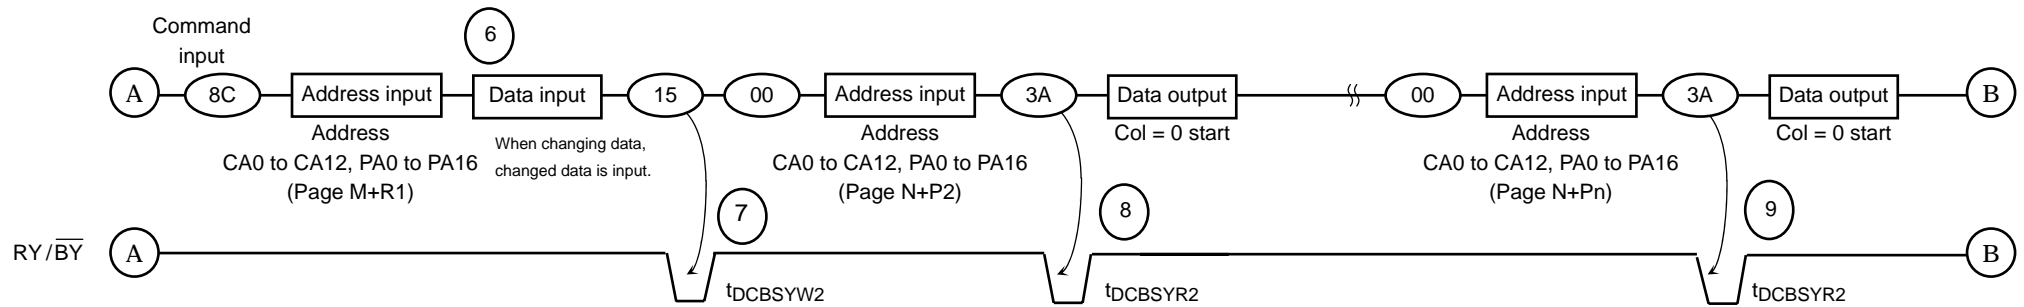 Command
input
6
A
8C
Address input
Data input
15
00
Address input
3A
Data output
00
Address input
3A
Data output
B
Address
CA0 to CA12, PA0 to PA16
(Page M+R1)
When changing data,
changed data is input.
Address
CA0 to CA12, PA0 to PA16
(Page N+P2)
Col = 0 start
Address
CA0 to CA12, PA0 to PA16
(Page N+Pn)
Col = 0 start
7
8
9
RY/BY
A
B
tDCBSYW2
tDCBSYR2
tDCBSYR2